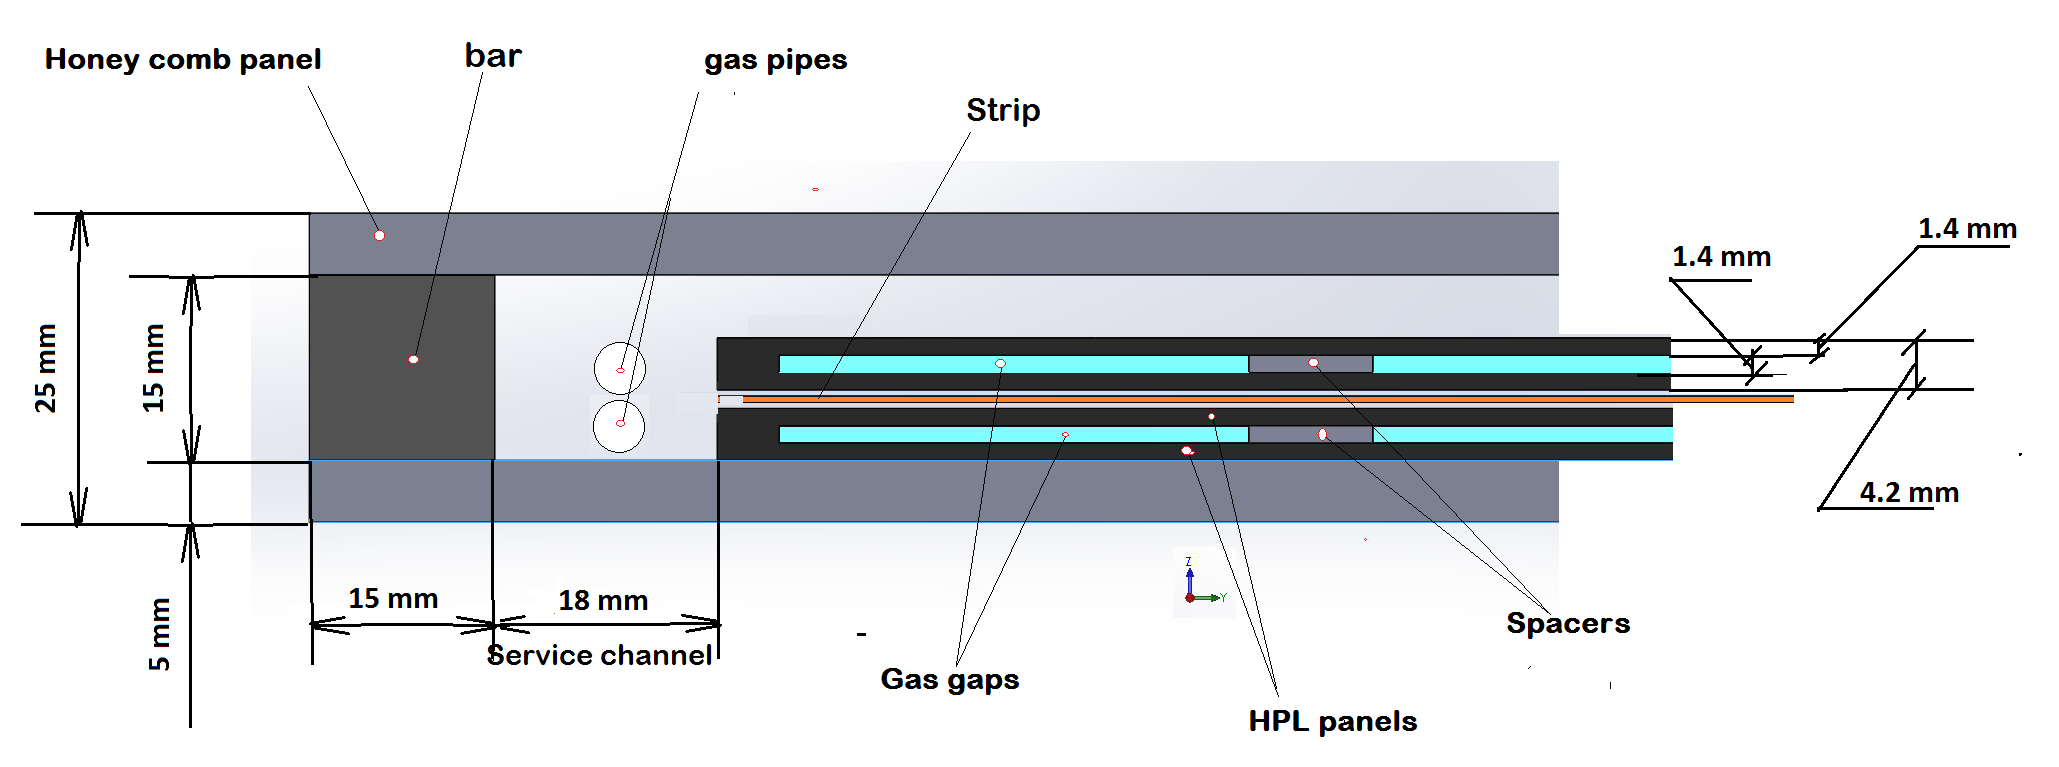 Honey comb panel
bar
gas pipes
Strip
1.4 mm
1.4 mm
25 mm
15 mm
4.2 mm
Z
Y
15 mm
18 mm
5 mm
Service channel
Spacers
Gas gaps
HPL panels